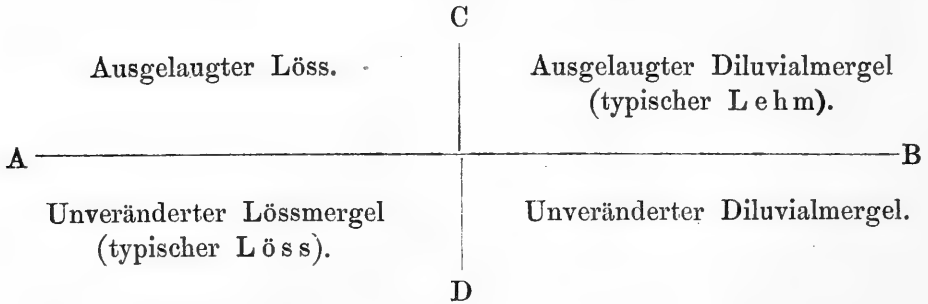 C
Ausgelaugter Löss.
Ausgelaugter Diluvialmergel
(typischer Lehm).
A
B
Unveränderter Lössmergel
(typischer Löss).
Unveränderter Diluvialmergel.
D